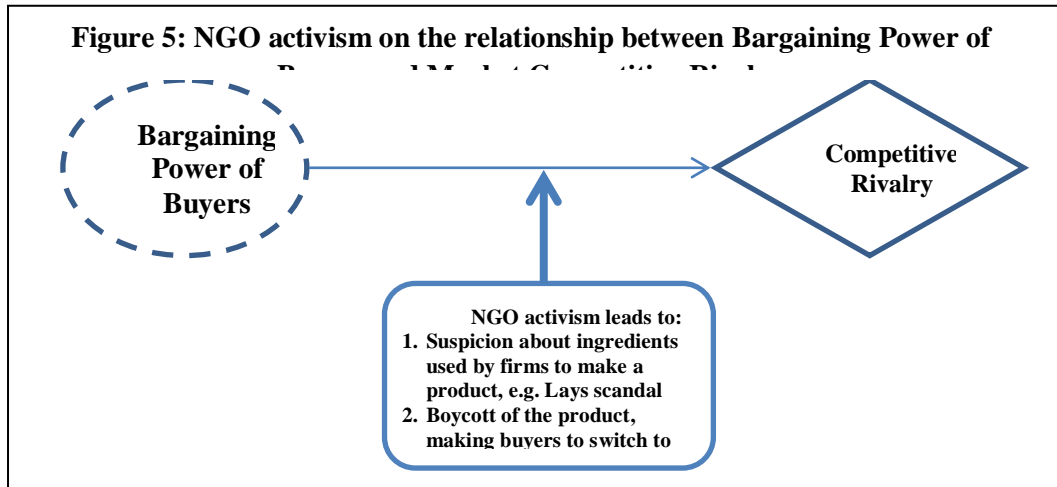 Figure 5: NGO activism on the relationship between Bargaining Power of
Bargaining
Power of
Buyers
Competitive
Rivalry
NGO activism leads to:
1. Suspicion about ingredients
used by firms to make a
product, e.g. Lays scandal
2. Boycott of the product,
making buyers to switch to